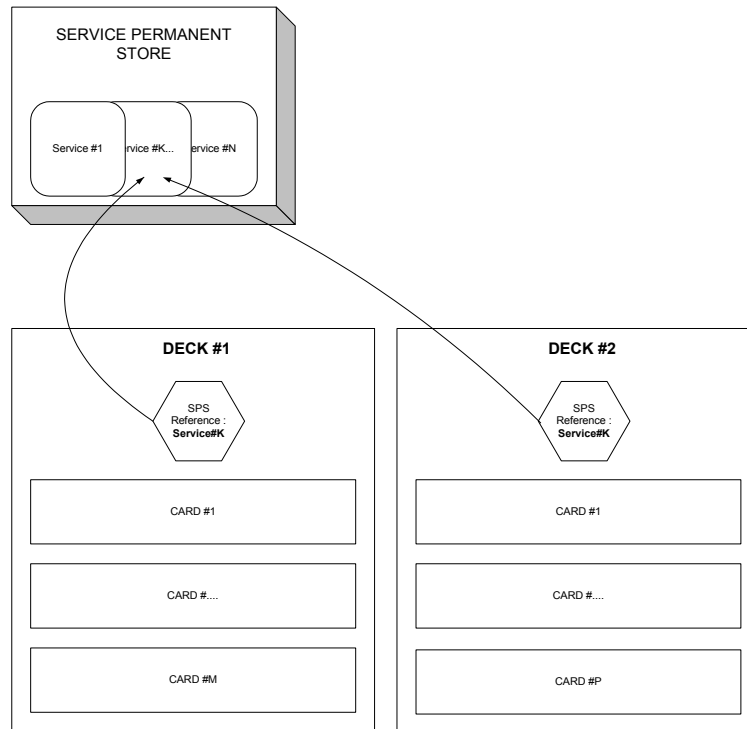 SERVICE PERMANENT
STORE
Service #1
rvice #K...
ervice #N
DECK #1
SPS
Reference :
Service#K
CARD #1
CARD #....
CARD #M
DECK #2
SPS
Reference :
Service#K
CARD #1
CARD #....
CARD #P